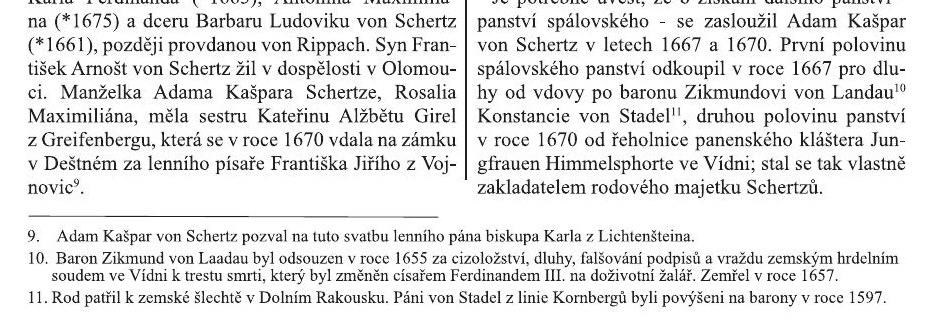 Karla Ferdinanda (*1665), Antonína Maximiliá-
na (*1675) a dceru Barbaru Ludoviku von Schertz
(*1661), později provdanou von Rippach. Syn Fran-
tišek Arnošt von Schertz žil v dospělosti v Olomou-
ci. Manželka Adama Kašpara Schertze, Rosalia
Maximiliána, měla sestru Kateřinu Alžbětu Girel
z Greifenbergu, která se v roce 1670 vdala na zámku
v Deštném za lenního písaře Františka Jiřího z Voj-
novic⁹.
Je potřebné uvést, že o získání dalšího panství -
panství spálovského - se zasloužil Adam Kašpar
von Schertz v letech 1667 a 1670. První polovinu
spálovského panství odkoupil v roce 1667 pro dlu-
hy od vdovy po baronu Zikmundovi von Landau¹⁰
Konstancie von Stadel¹¹, druhou polovinu panství
v roce 1670 od řeholnice panenského kláštera Jun-
gfrauen Himmelsphorte ve Vídni; stal se tak vlastně
zakladatelem rodového majetku Schertzů.
9. Adam Kašpar von Schertz pozval na tuto svatbu lenního pána biskupa Karla z Lichtenšteina.
10. Baron Zikmund von Laadau byl odsouzen v roce 1655 za cizoložství, dluhy, falšování podpisů a vraždu zemským hrdelním
soudem ve Vídni k trestu smrti, který byl změněn císařem Ferdinandem III. na doživotní žalář. Zemřel v roce 1657.
11. Rod patřil k zemské šlechtě v Dolním Rakousku. Páni von Stadel z linie Kornbergů byli povýšeni na barony v roce 1597.